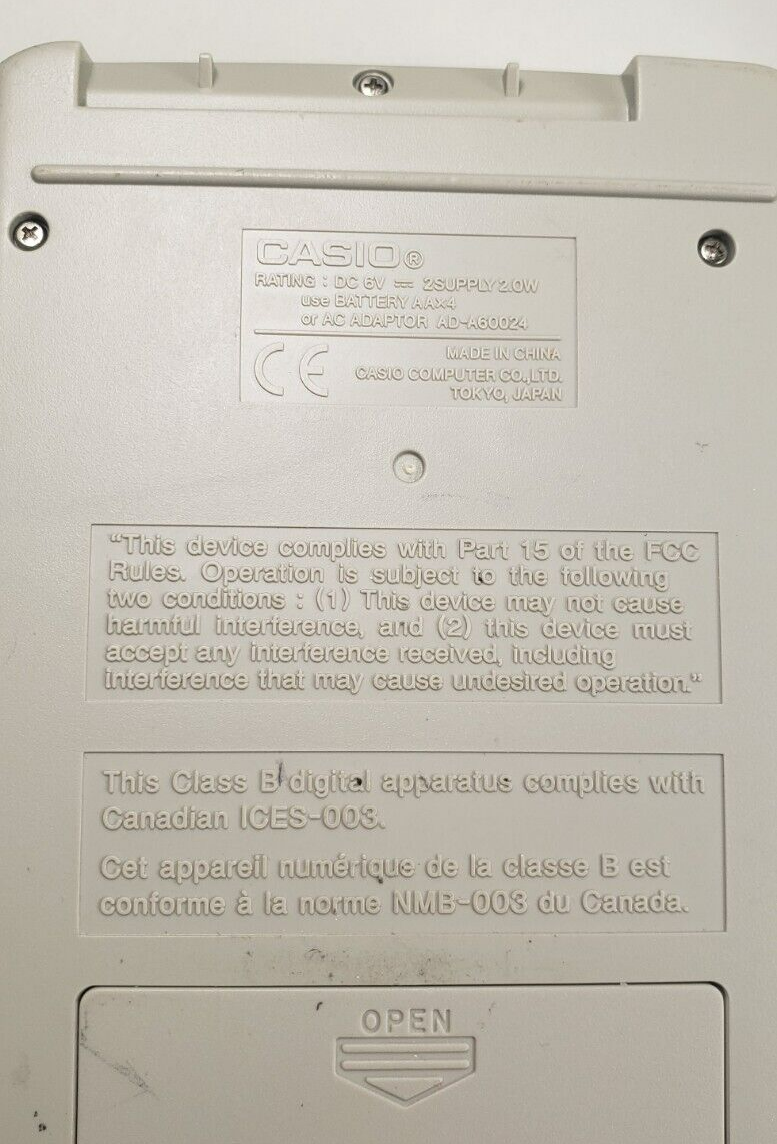 CASIO®
RATING : DC 6V ⎓ 2SUPPLY 2.0W
use BATTERY AAx4
or AC ADAPTOR AD-A60024
CE
MADE IN CHINA
CASIO COMPUTER CO.,LTD.
TOKYO, JAPAN
"This device complies with Part 15 of the FCC
Rules. Operation is subject to the following
two conditions : (1) This device may not cause
harmful interference, and (2) this device must
accept any interference received, including
interference that may cause undesired operation."
This Class B digital apparatus complies with
Canadian ICES-003.
Cet appareil numérique de la classe B est
conforme à la norme NMB-003 du Canada.
OPEN